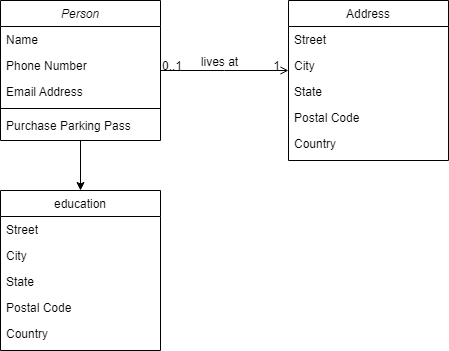 Person
Name
Phone Number
Email Address
Purchase Parking Pass
0..1 lives at 1
Address
Street
City
State
Postal Code
Country
education
Street
City
State
Postal Code
Country